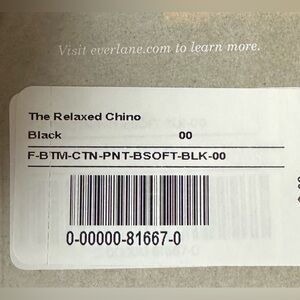 Visit everlane.com to learn more.
The Relaxed Chino
Black 00
F-BTM-CTN-PNT-BSOFT-BLK-00
0-00000-81667-0